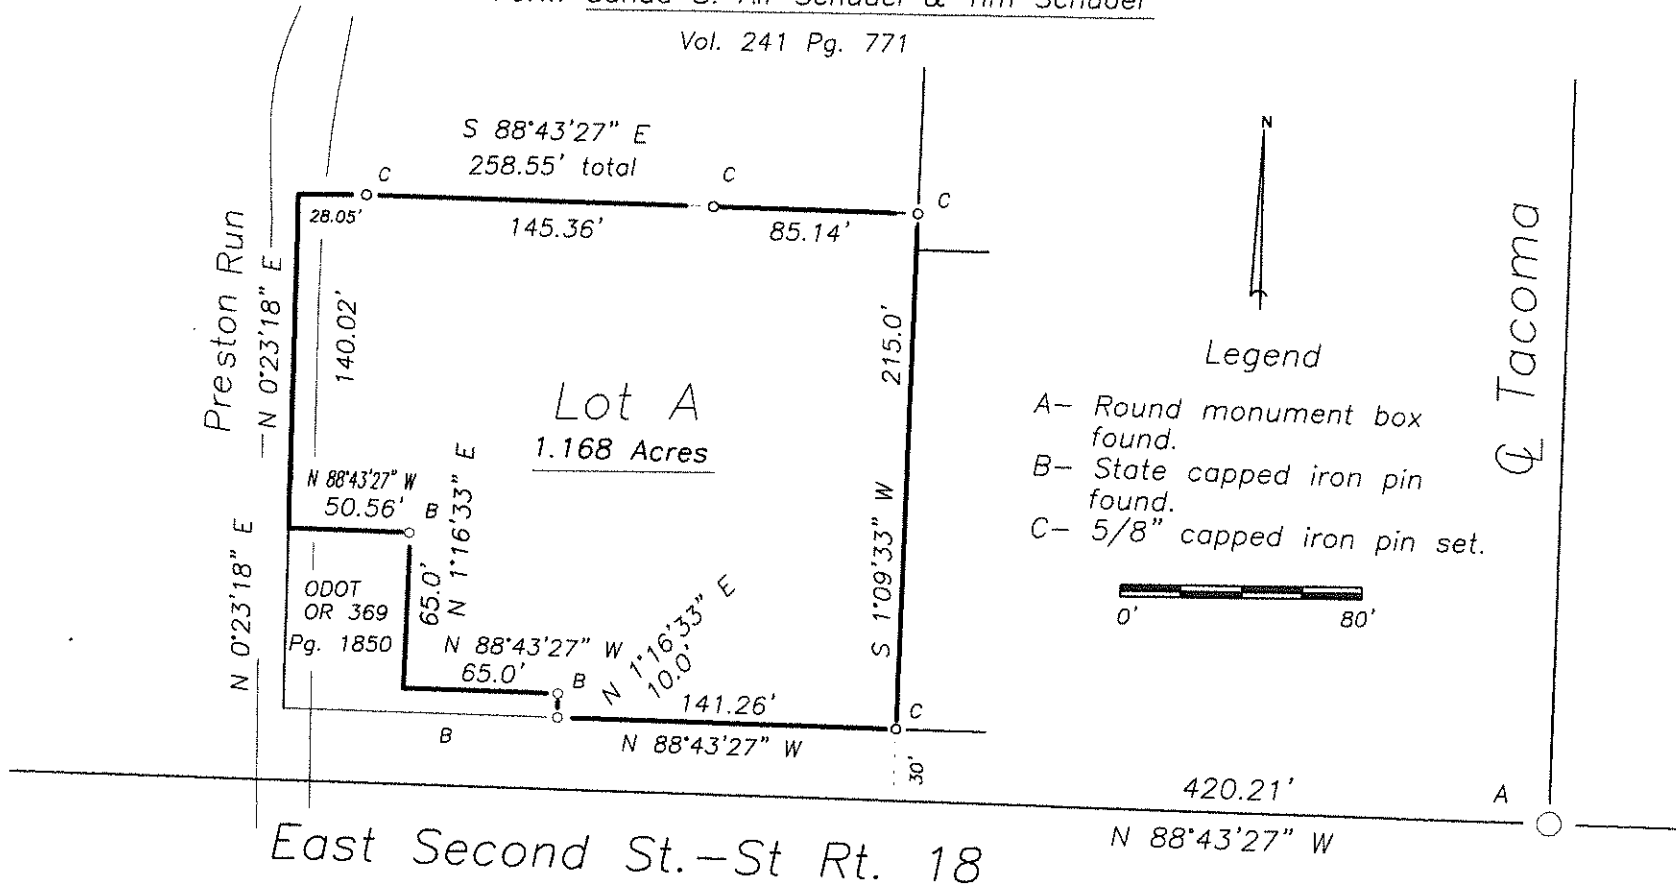 Vol. 241 Pg. 771
S 88°43'27" E
258.55' total
C
C
C
28.05'
145.36'
85.14'
N
Preston Run
N 0°23'18" E
140.02'
215.0'
S 1°09'33" W
Legend
A- Round monument box
found.
B- State capped iron pin
found.
C- 5/8" capped iron pin set.
0'
80'
℄ Tacoma
Lot A
1.168 Acres
N 88°43'27" W
50.56'
B
N 1°16'33" E
65.0'
N 0°23'18" E
ODOT
OR 369
Pg. 1850
N 88°43'27" W
65.0'
B
N 1°16'33" E
10.0'
141.26'
C
B
N 88°43'27" W
30'
420.21'
A
N 88°43'27" W
East Second St.-St Rt. 18